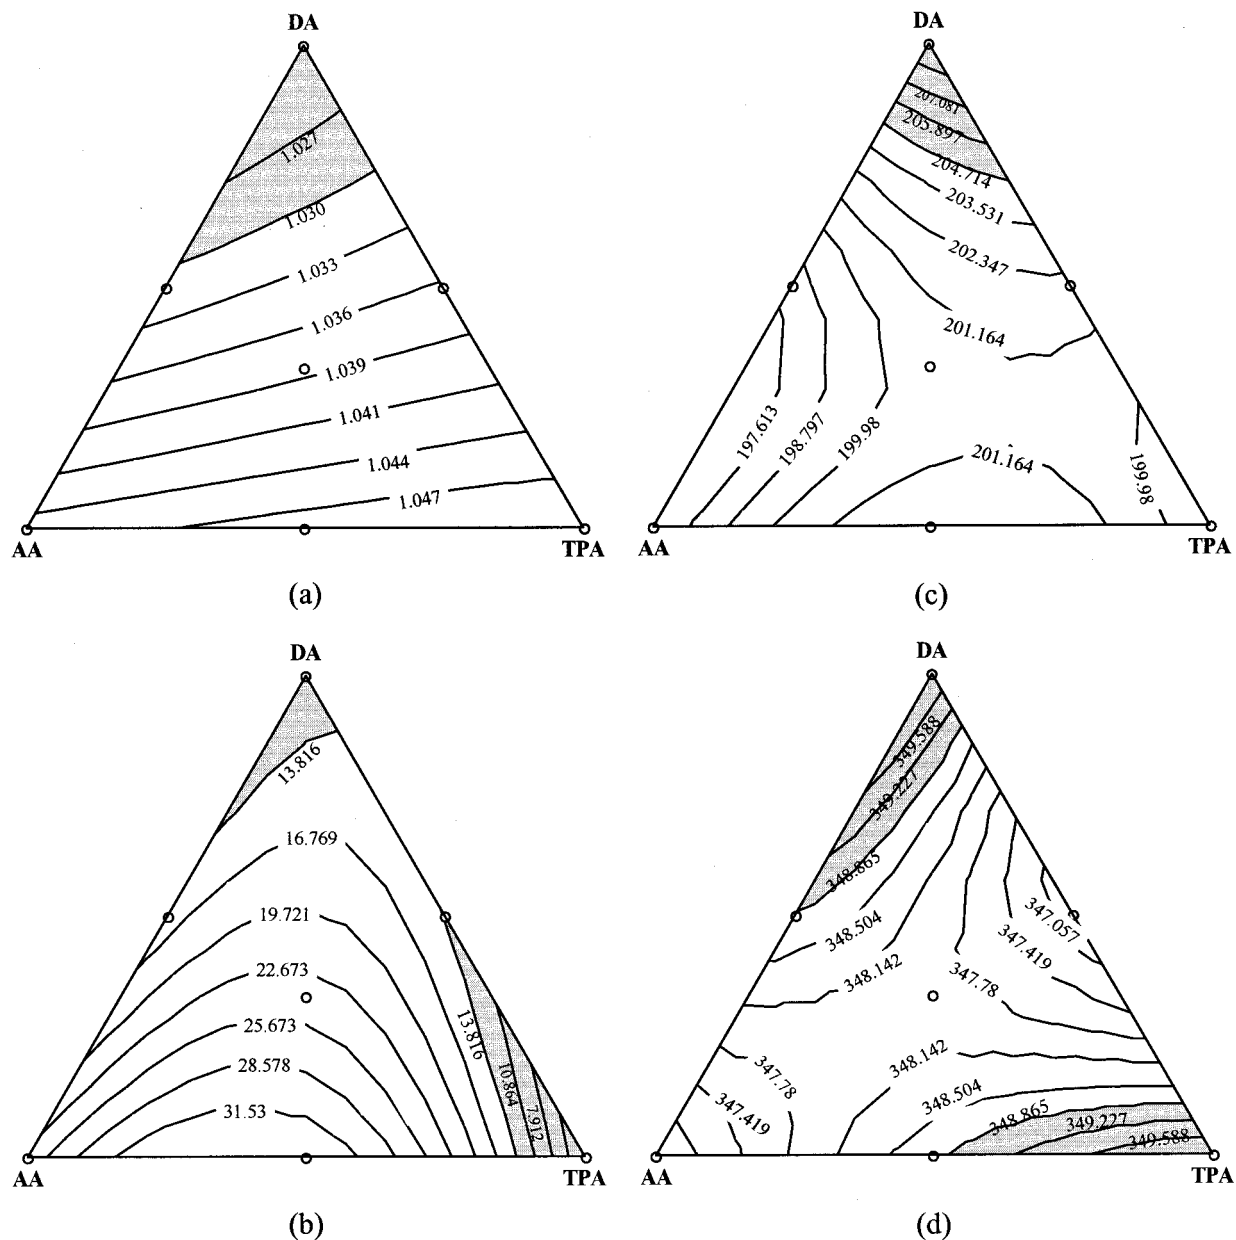 DA
1.027
1.030
1.033
1.036
1.039
1.041
1.044
1.047
AA
TPA
(a)
DA
207.081
205.897
204.714
203.531
202.347
201.164
197.613
198.797
199.98
201.164
199.98
AA
TPA
(c)
DA
13.816
16.769
19.721
22.673
25.673
28.578
31.53
13.816
10.864
7.912
AA
TPA
(b)
DA
349.588
349.227
348.865
348.504
348.142
347.057
347.419
347.78
347.78
347.419
348.142
348.504
348.865
349.227
349.588
AA
TPA
(d)